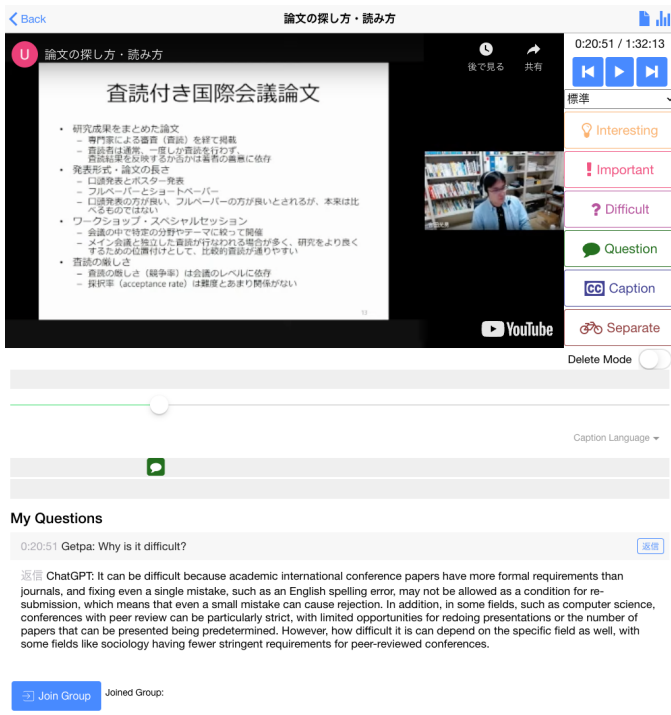 Back
論文の探し方・読み方
U 論文の探し方・読み方
後で見る
共有
0:20:51 / 1:32:13
標準
査読付き国際会議論文
• 研究成果をまとめた論文
– 専門家による審査（査読）を経て掲載
– 査読者は通常、一度しか査読を行わず、
査読結果を反映するか否かは著者の善意に依存
• 発表形式・論文の長さ
– 口頭発表とポスター発表
– フルペーパーとショートペーパー
– 口頭発表の方が良い、フルペーパーの方が良いとされるが、本来は比
べるものではない
• ワークショップ・スペシャルセッション
– 会議の中で特定の分野やテーマに絞って開催
– メイン会議と独立した査読が行なわれる場合が多く、研究をより良く
するための位置付けとして、比較的査読が通りやすい
• 査読の厳しさ
– 査読の厳しさ（競争率）は会議のレベルに依存
– 採択率（acceptance rate）は難度とあまり関係がない
YouTube
Interesting
Important
? Difficult
Question
CC Caption
Separate
Delete Mode
Caption Language
My Questions
0:20:51 Getpa: Why is it difficult?
返信
返信 ChatGPT: It can be difficult because academic international conference papers have more formal requirements than
journals, and fixing even a single mistake, such as an English spelling error, may not be allowed as a condition for re-
submission, which means that even a small mistake can cause rejection. In addition, in some fields, such as computer science,
conferences with peer review can be particularly strict, with limited opportunities for redoing presentations or the number of
papers that can be presented being predetermined. However, how difficult it is can depend on the specific field as well, with
some fields like sociology having fewer stringent requirements for peer-reviewed conferences.
Join Group
Joined Group: